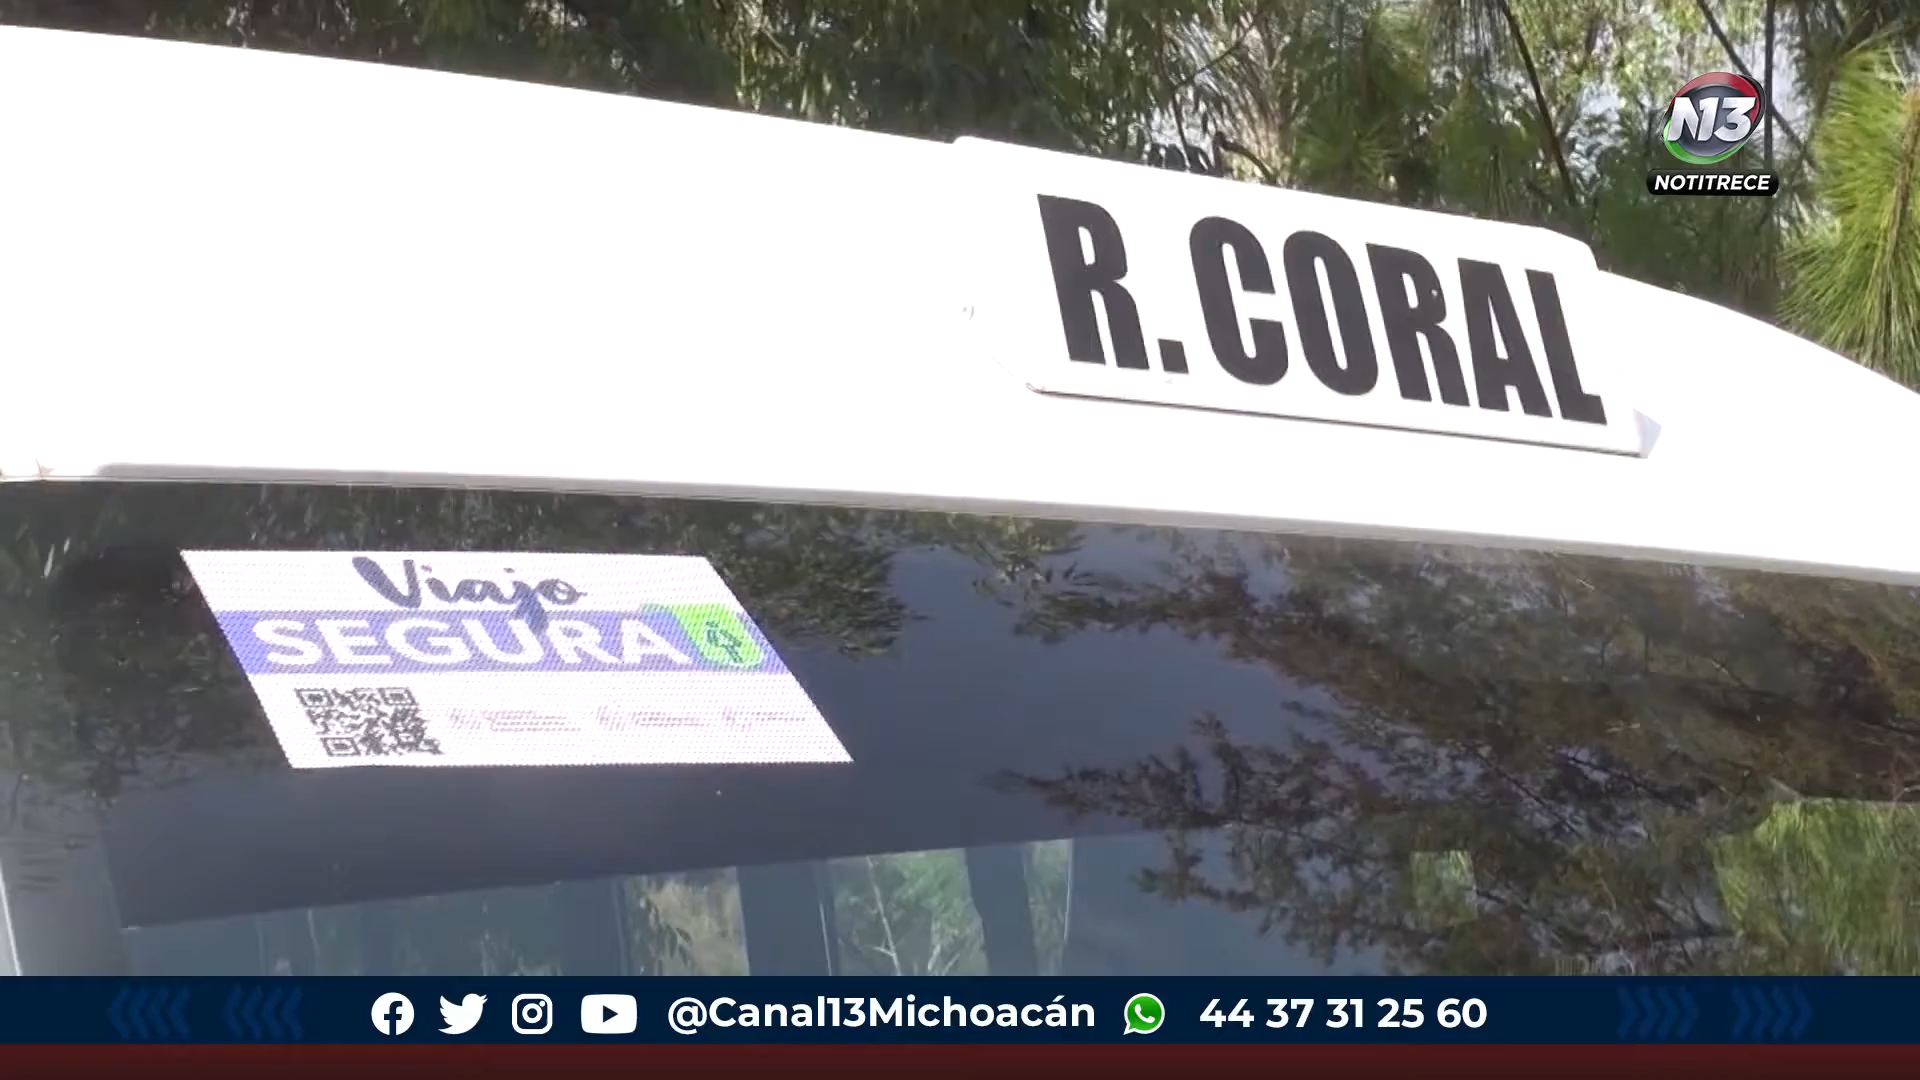 N13
NOTITRECE
R. CORAL
Viajo
SEGURA
@Canal13Michoacán 44 37 31 25 60